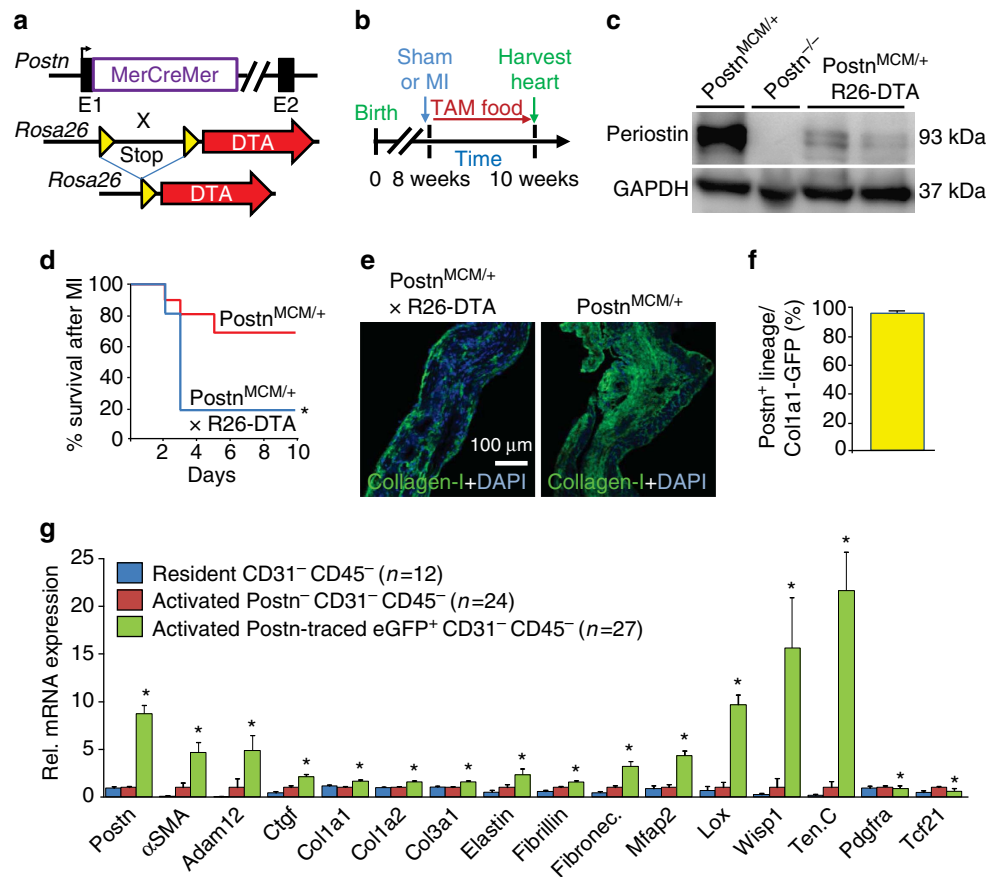 a
Postn
MerCreMer
E1
E2
Rosa26
X
Stop
DTA
Rosa26
DTA
b
Sham or MI
Harvest heart
Birth
TAM food
Time
0 8 weeks 10 weeks
c
Postn^MCM/+
Postn^−/−
Postn^MCM/+
R26-DTA
Periostin
93 kDa
GAPDH
37 kDa
d
% survival after MI
100
80
60
40
20
0
Postn^MCM/+
Postn^MCM/+
× R26-DTA
*
2 4 6 8 10
Days
e
Postn^MCM/+
× R26-DTA
Postn^MCM/+
100 μm
Collagen-I+DAPI
Collagen-I+DAPI
f
Postn⁺ lineage/
Col1a1-GFP (%)
100
80
60
40
20
0
g
Rel. mRNA expression
25
20
15
10
5
0
Resident CD31⁻ CD45⁻ (n=12)
Activated Postn⁻ CD31⁻ CD45⁻ (n=24)
Activated Postn-traced eGFP⁺ CD31⁻ CD45⁻ (n=27)
* * * * * * * * * * * * * * * *
Postn
αSMA
Adam12
Ctgf
Col1a1
Col1a2
Col3a1
Elastin
Fibrillin
Fibronec.
Mfap2
Lox
Wisp1
Ten.C
Pdgfra
Tcf21